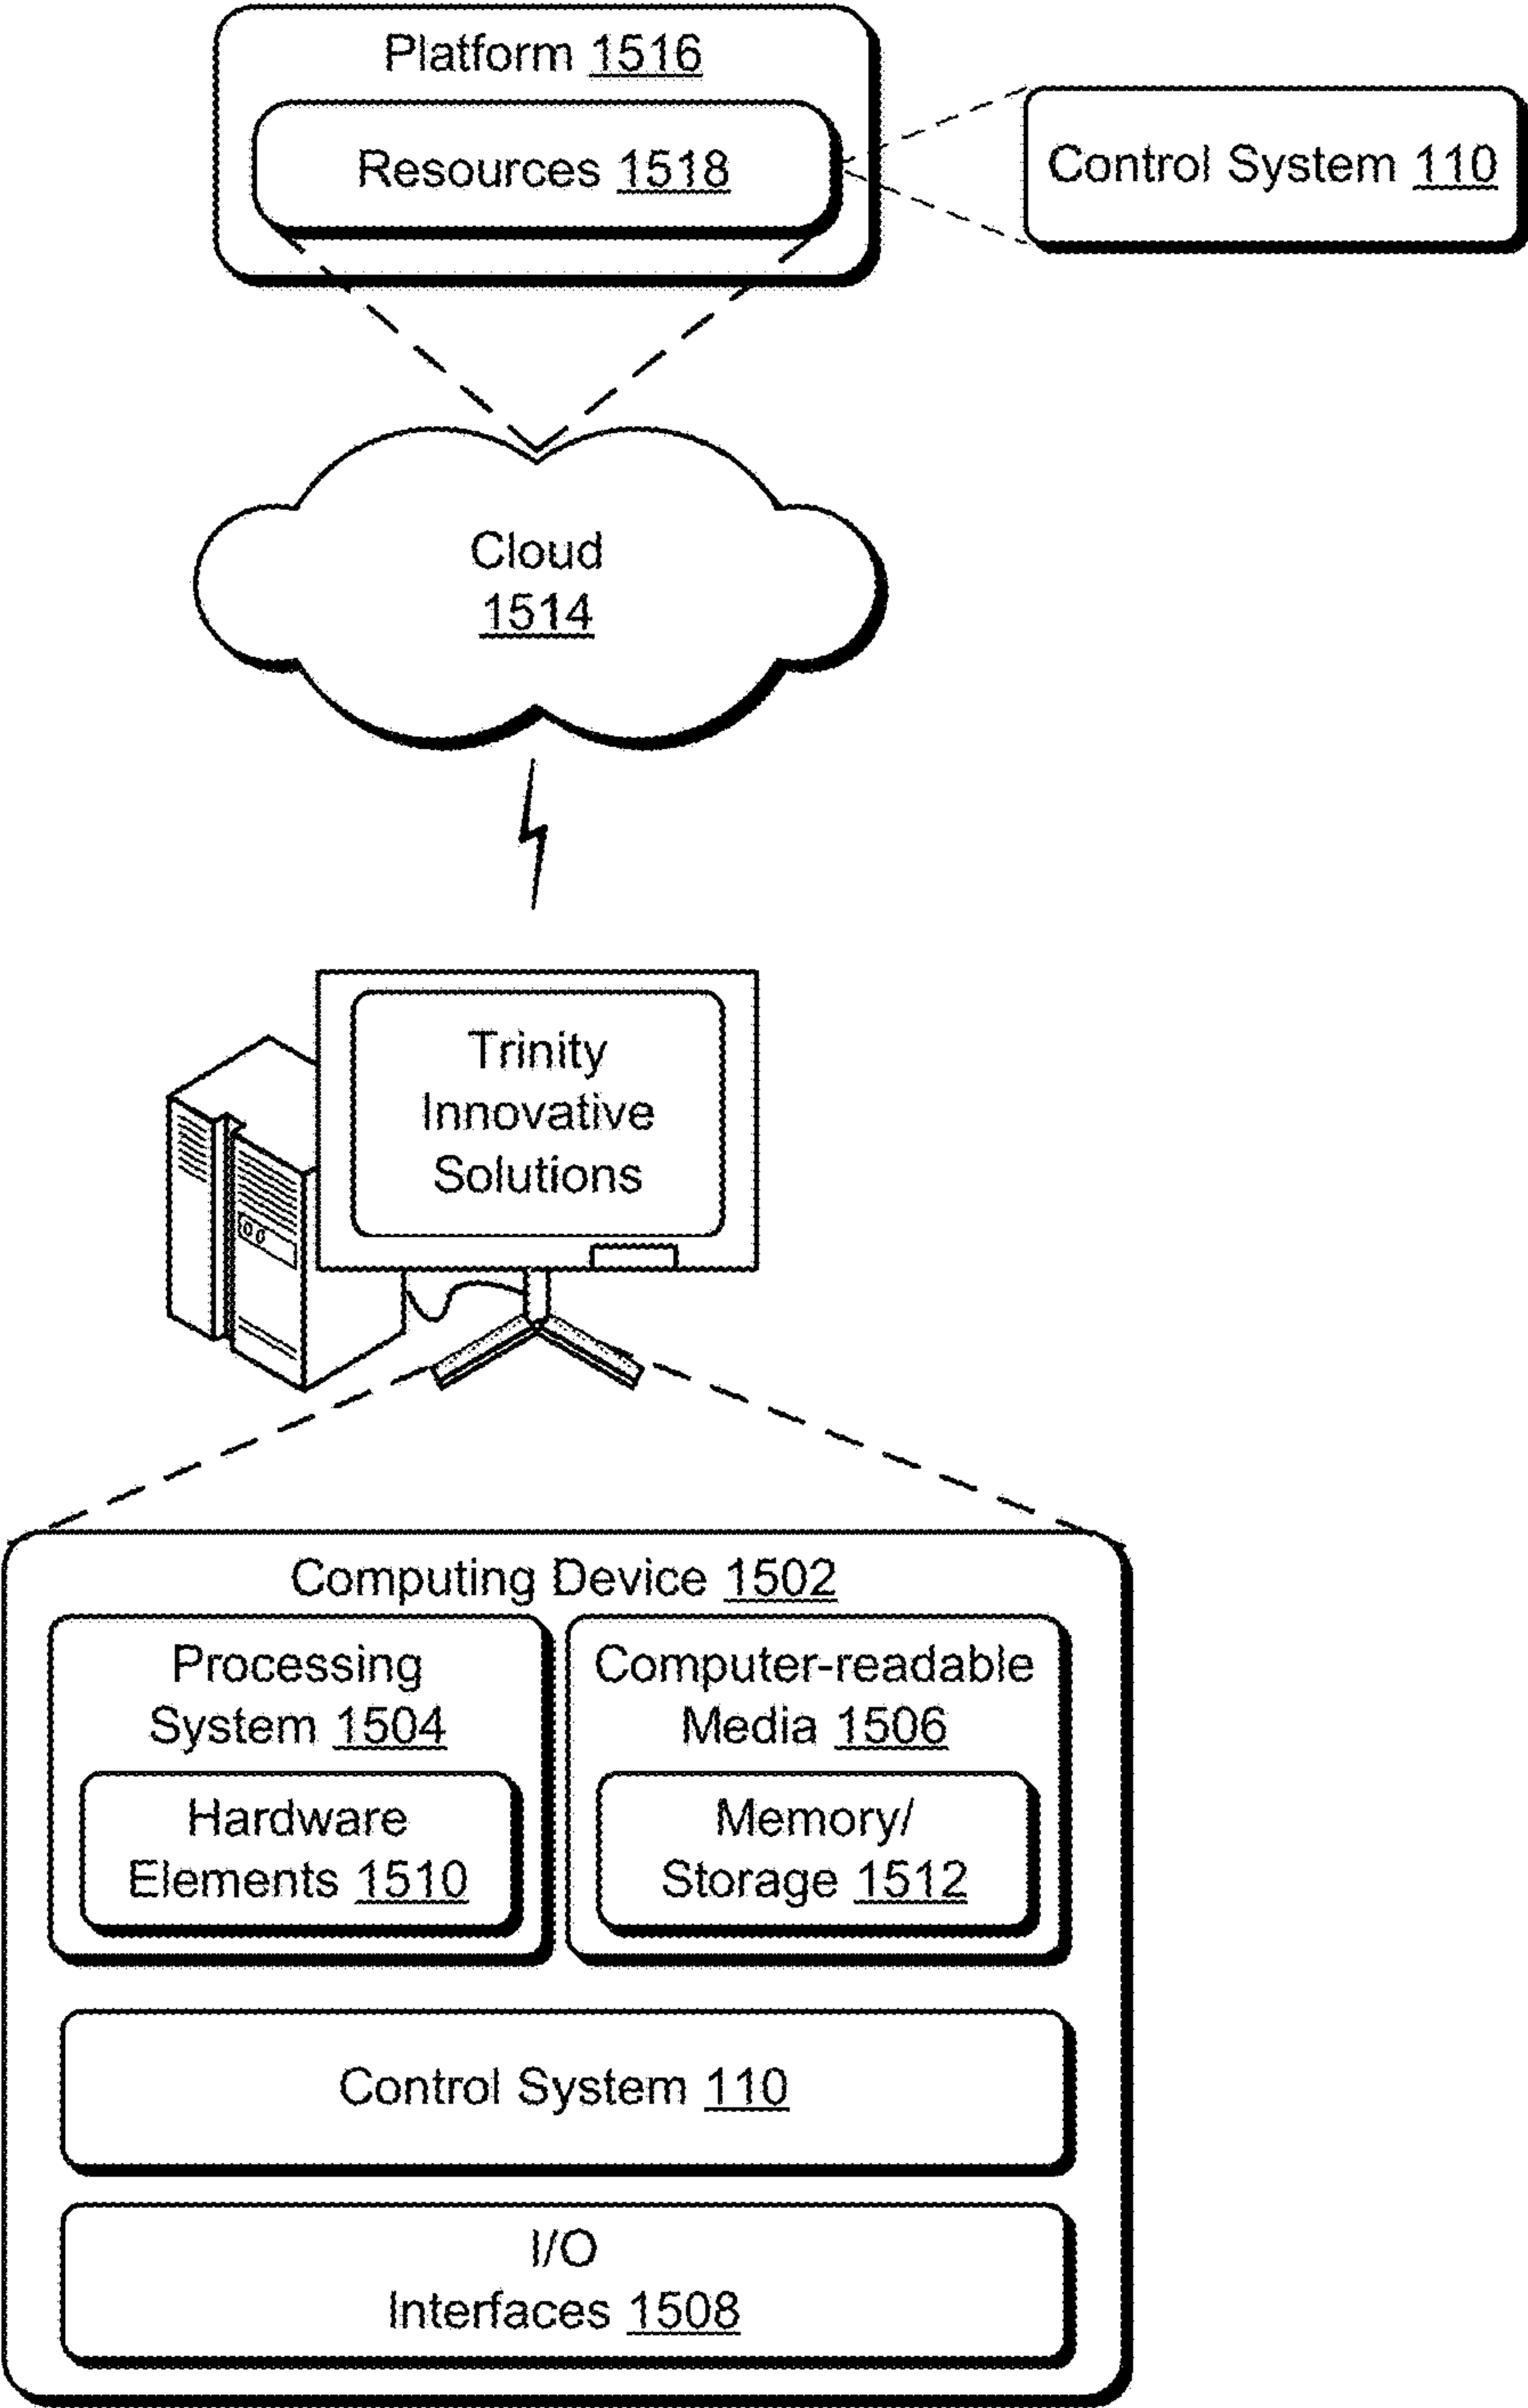 Platform 1516
Resources 1518
Control System 110
Cloud
1514
Trinity
Innovative
Solutions
Computing Device 1502
Processing
System 1504
Hardware
Elements 1510
Computer-readable
Media 1506
Memory/
Storage 1512
Control System 110
I/O
Interfaces 1508